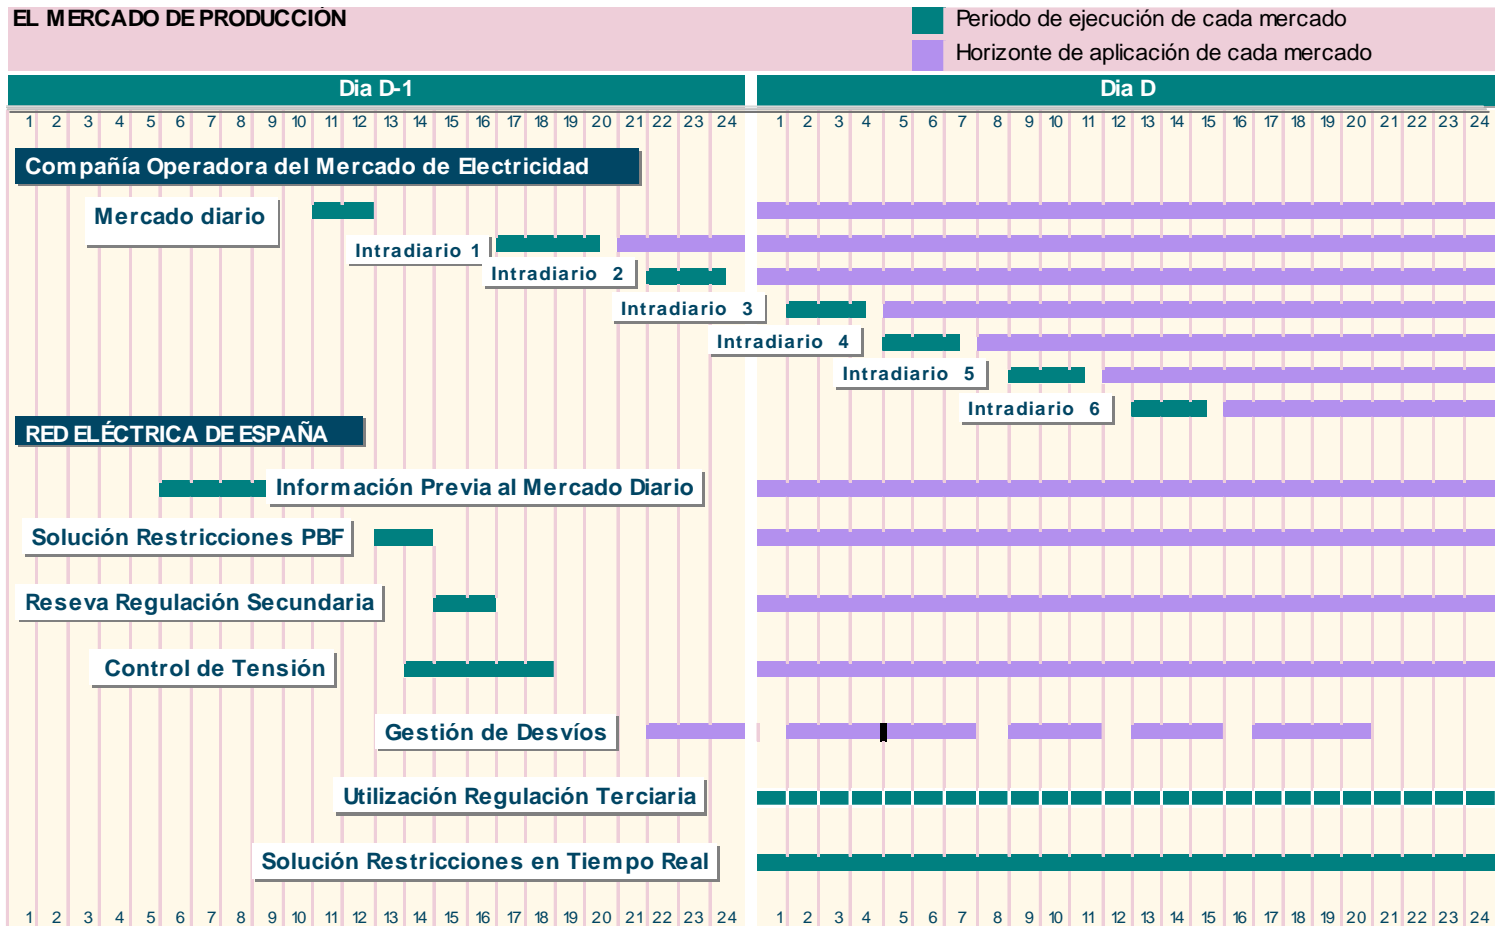 EL MERCADO DE PRODUCCIÓN
Periodo de ejecución de cada mercado
Horizonte de aplicación de cada mercado
Dia D-1
Dia D
1 2 3 4 5 6 7 8 9 10 11 12 13 14 15 16 17 18 19 20 21 22 23 24
1 2 3 4 5 6 7 8 9 10 11 12 13 14 15 16 17 18 19 20 21 22 23 24
Compañía Operadora del Mercado de Electricidad
Mercado diario
Intradiario 1
Intradiario 2
Intradiario 3
Intradiario 4
Intradiario 5
Intradiario 6
RED ELÉCTRICA DE ESPAÑA
Información Previa al Mercado Diario
Solución Restricciones PBF
Reseva Regulación Secundaria
Control de Tensión
Gestión de Desvíos
Utilización Regulación Terciaria
Solución Restricciones en Tiempo Real
1 2 3 4 5 6 7 8 9 10 11 12 13 14 15 16 17 18 19 20 21 22 23 24
1 2 3 4 5 6 7 8 9 10 11 12 13 14 15 16 17 18 19 20 21 22 23 24